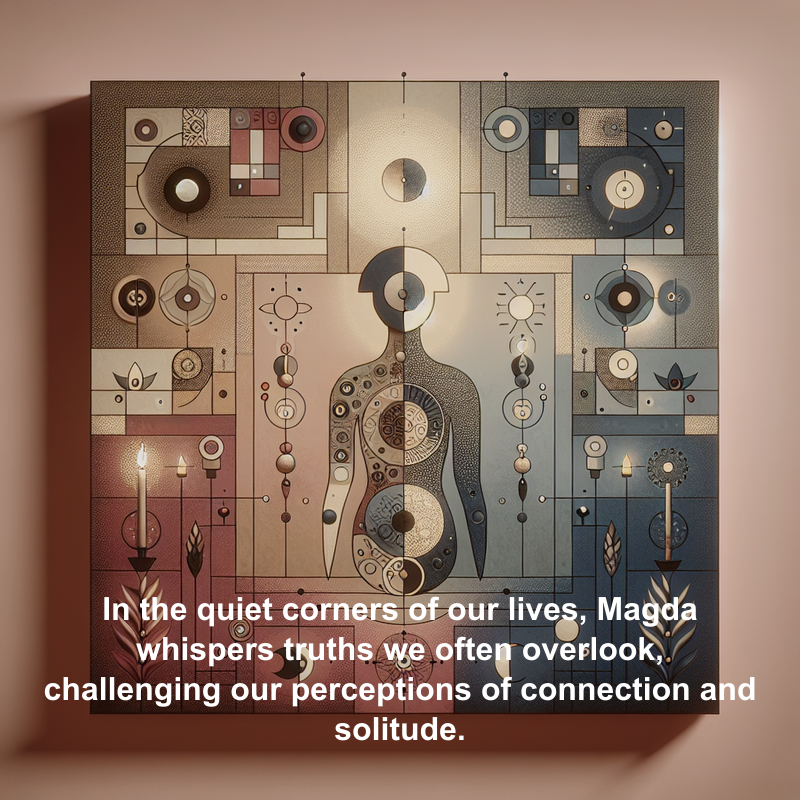 In the quiet corners of our lives, Magda
whispers truths we often overlook,
challenging our perceptions of connection and
solitude.